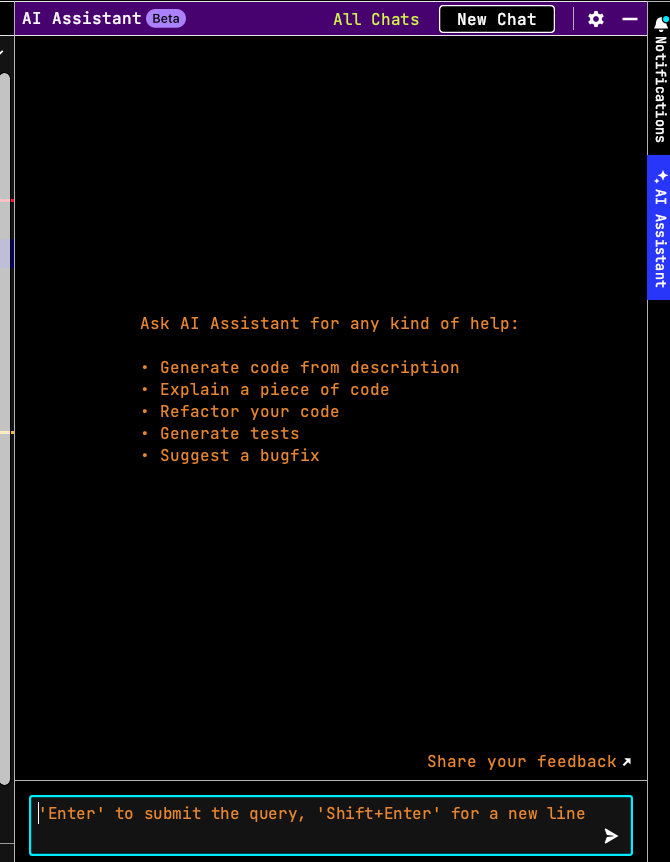 AI Assistant Beta All Chats New Chat
Notifications
AI Assistant
Ask AI Assistant for any kind of help:
• Generate code from description
• Explain a piece of code
• Refactor your code
• Generate tests
• Suggest a bugfix
Share your feedback
'Enter' to submit the query, 'Shift+Enter' for a new line